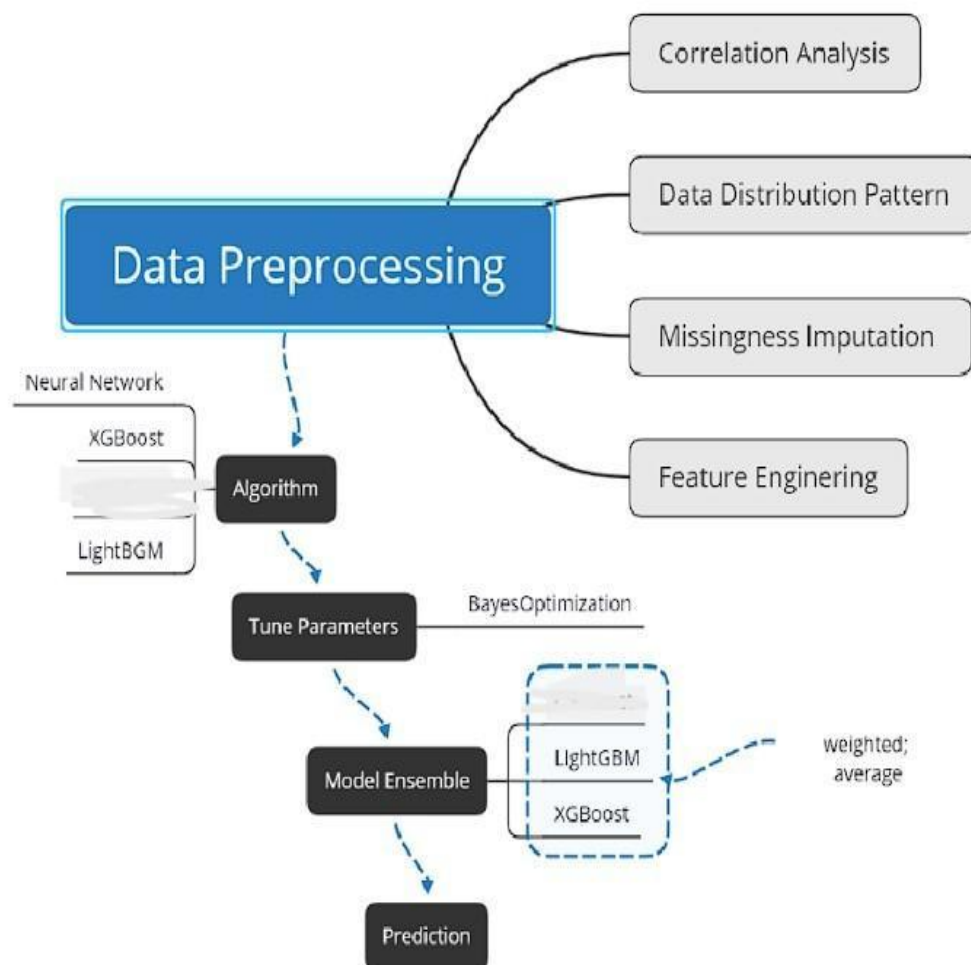 Correlation Analysis
Data Distribution Pattern
Data Preprocessing
Missingness Imputation
Neural Network
XGBoost
Feature Enginering
Algorithm
LightBGM
BayesOptimization
Tune Parameters
weighted;
LIghtGBM
average
Model Ensemble
XGBoost
Prediction